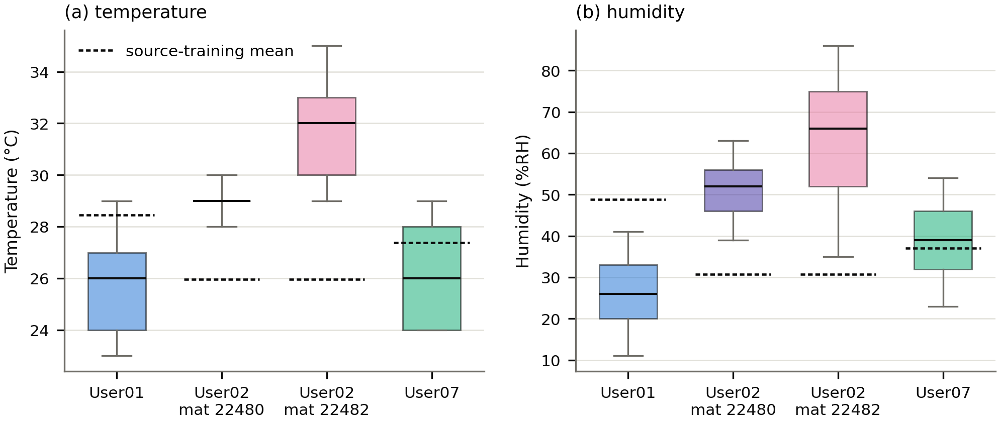 (a) temperature
source-training mean
Temperature (°C)
34
32
30
28
26
24
User01
User02
mat 22480
User02
mat 22482
User07
(b) humidity
Humidity (%RH)
80
70
60
50
40
30
20
10
User01
User02
mat 22480
User02
mat 22482
User07